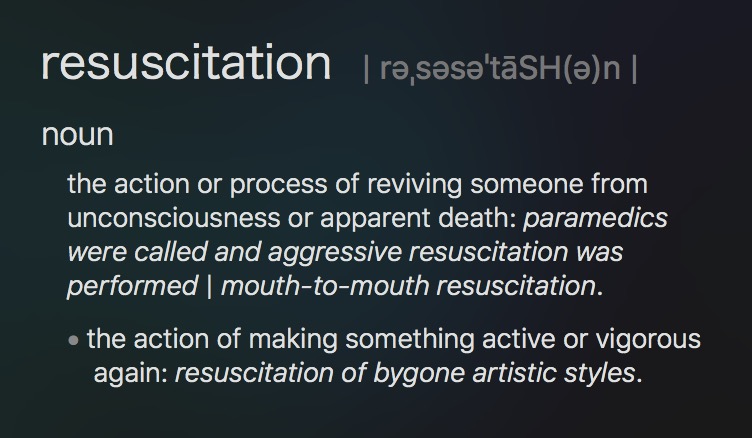 resuscitation | rəˌsəsəˈtāSH(ə)n |
noun
the action or process of reviving someone from
unconsciousness or apparent death: paramedics
were called and aggressive resuscitation was
performed | mouth-to-mouth resuscitation.
• the action of making something active or vigorous
again: resuscitation of bygone artistic styles.